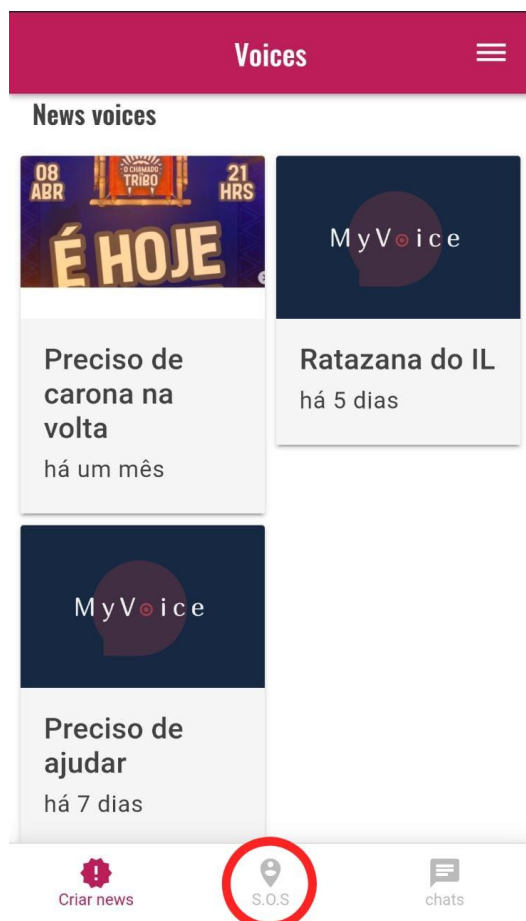 Voices
News voices
08
ABR
O CHAMADO
TRIBO
21
HRS
É HOJE
MyVoice
Preciso de
carona na
volta
há um mês
Ratazana do IL
há 5 dias
MyVoice
Preciso de
ajudar
há 7 dias
Criar news
S.O.S
chats